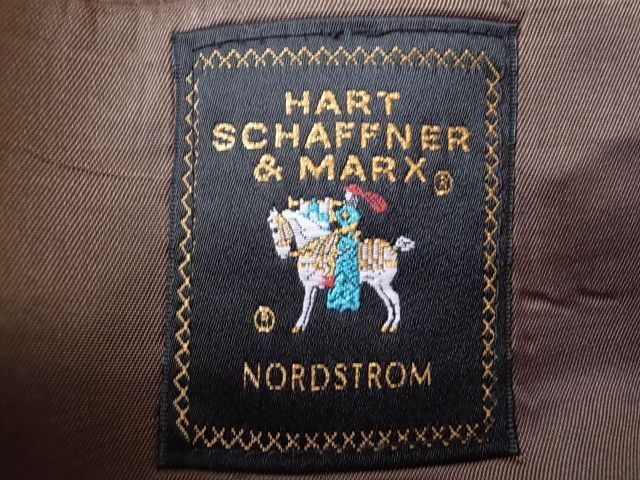 HART
SCHAFFNER
& MARX®
®
NORDSTROM